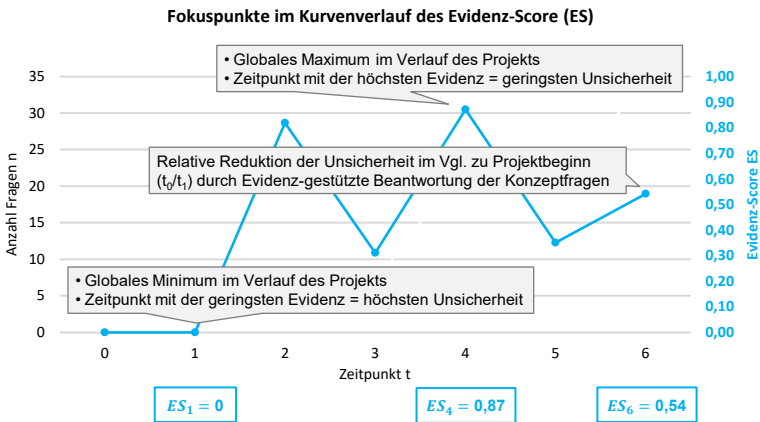 Fokuspunkte im Kurvenverlauf des Evidenz-Score (ES)
• Globales Maximum im Verlauf des Projekts
• Zeitpunkt mit der höchsten Evidenz = geringsten Unsicherheit
Relative Reduktion der Unsicherheit im Vgl. zu Projektbeginn
(t₀/t₁) durch Evidenz-gestützte Beantwortung der Konzeptfragen
• Globales Minimum im Verlauf des Projekts
• Zeitpunkt mit der geringsten Evidenz = höchsten Unsicherheit
Anzahl Fragen n
35
30
25
20
15
10
5
0
1,00
0,90
0,80
0,70
0,60
0,50
0,40
0,30
0,20
0,10
0,00
Evidenz-Score ES
0 1 2 3 4 5 6
Zeitpunkt t
ES₁ = 0
ES₄ = 0,87
ES₆ = 0,54